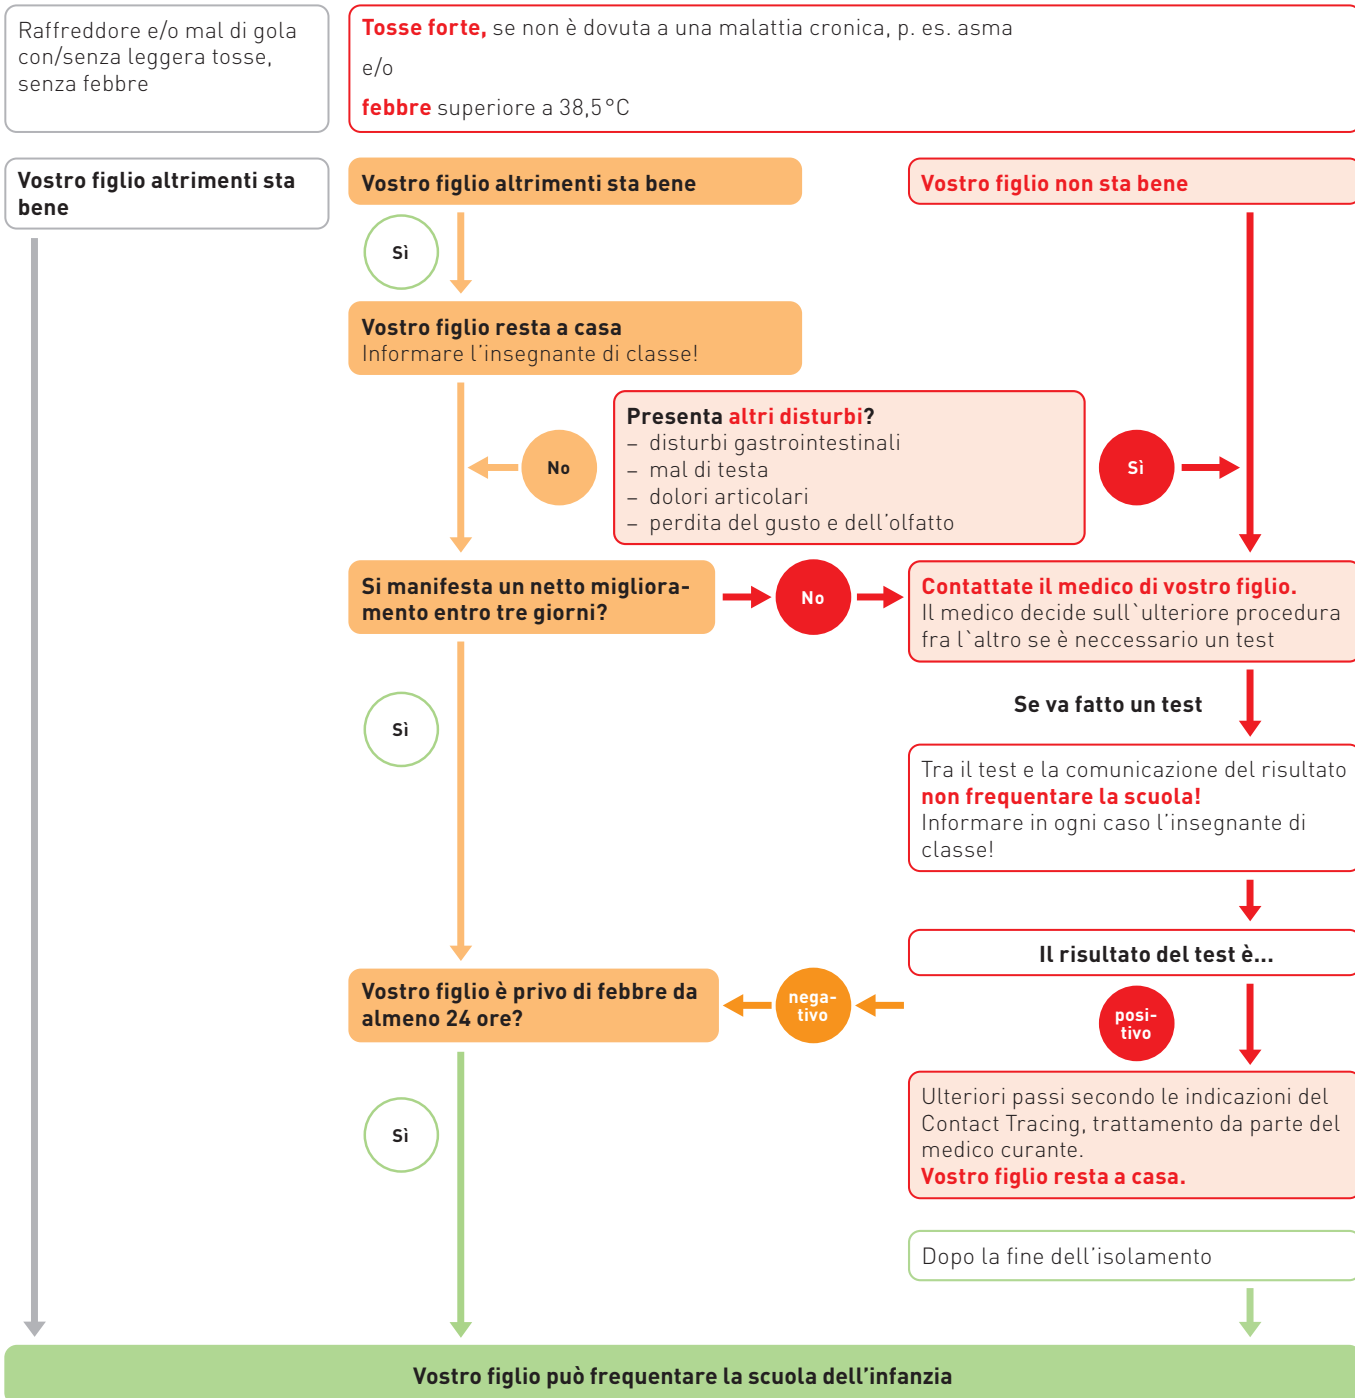 Raffreddore e/o mal di gola
con/senza leggera tosse,
senza febbre
Tosse forte, se non è dovuta a una malattia cronica, p. es. asma
e/o
febbre superiore a 38,5°C
Vostro figlio altrimenti sta
bene
Vostro figlio altrimenti sta bene
Vostro figlio non sta bene
Sì
Vostro figlio resta a casa
Informare l'insegnante di classe!
Presenta altri disturbi?
– disturbi gastrointestinali
– mal di testa
– dolori articolari
– perdita del gusto e dell'olfatto
No
Sì
Si manifesta un netto migliora-
mento entro tre giorni?
No
Contattate il medico di vostro figlio.
Il medico decide sull`ulteriore procedura
fra l`altro se è neccessario un test
Sì
Se va fatto un test
Tra il test e la comunicazione del risultato
non frequentare la scuola!
Informare in ogni caso l'insegnante di
classe!
Il risultato del test è...
Vostro figlio è privo di febbre da
almeno 24 ore?
nega-
tivo
posi-
tivo
Sì
Ulteriori passi secondo le indicazioni del
Contact Tracing, trattamento da parte del
medico curante.
Vostro figlio resta a casa.
Dopo la fine dell'isolamento
Vostro figlio può frequentare la scuola dell'infanzia